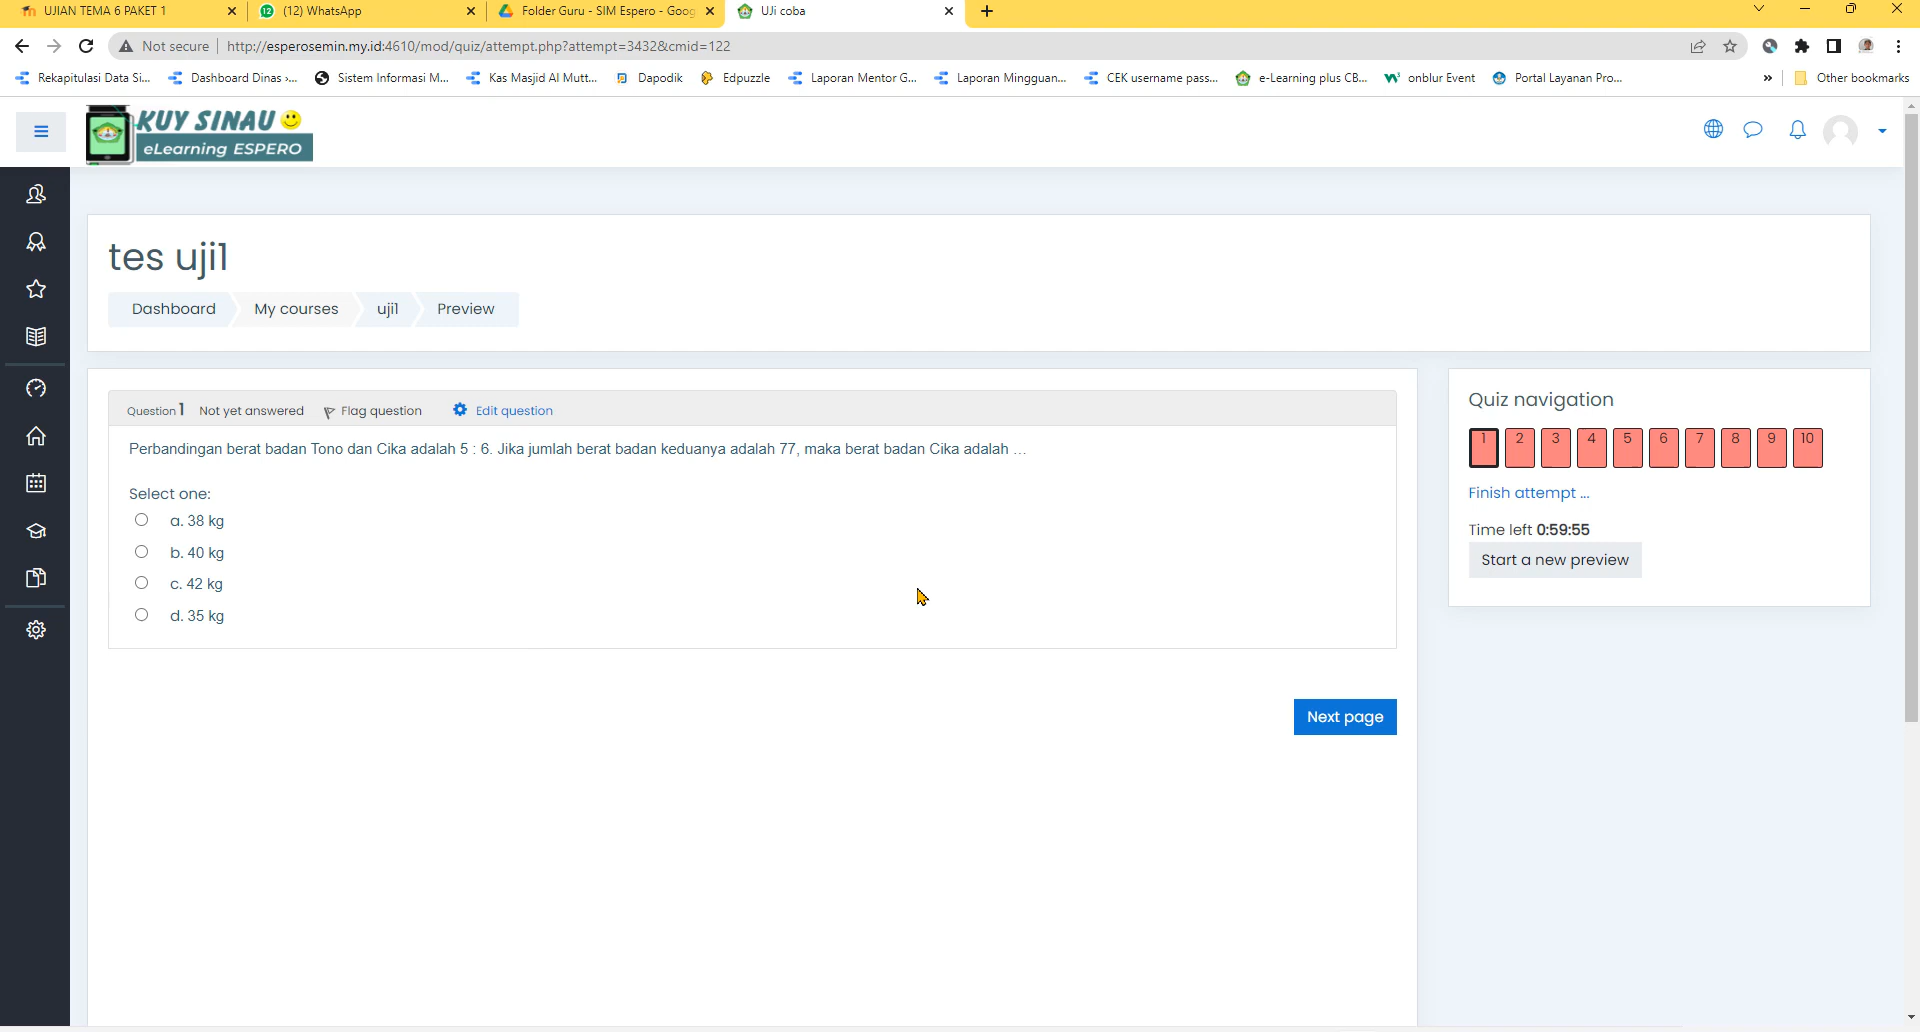 UJIAN TEMA 6 PAKET 1
(12) WhatsApp
Folder Guru - SIM Espero - Goog
UJi coba
Not secure
http://esperosemin.my.id:4610/mod/quiz/attempt.php?attempt=3432&cmid=122
Rekapitulasi Data Si...
Dashboard Dinas ›...
Sistem Informasi M...
Kas Masjid Al Mutt...
Dapodik
Edpuzzle
Laporan Mentor G...
Laporan Mingguan...
CEK username pass...
e-Learning plus CB...
onblur Event
Portal Layanan Pro...
»
Other bookmarks
KUY SINAU
eLearning ESPERO
tes uji1
Dashboard
My courses
uji1
Preview
Question 1
Not yet answered
Flag question
Edit question
Perbandingan berat badan Tono dan Cika adalah 5 : 6. Jika jumlah berat badan keduanya adalah 77, maka berat badan Cika adalah ...
Select one:
a. 38 kg
b. 40 kg
c. 42 kg
d. 35 kg
Next page
Quiz navigation
1 2 3 4 5 6 7 8 9 10
Finish attempt ...
Time left 0:59:55
Start a new preview